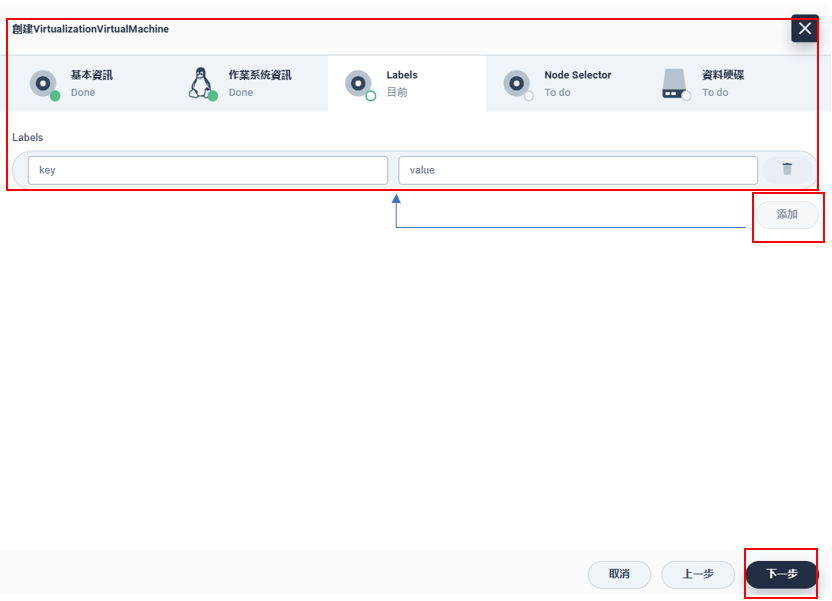 創建VirtualizationVirtualMachine
基本資訊
Done
作業系统資訊
Done
Labels
目前
Node Selector
To do
資料硬碟
To do
Labels
key
value
添加
取消
上一步
下一步